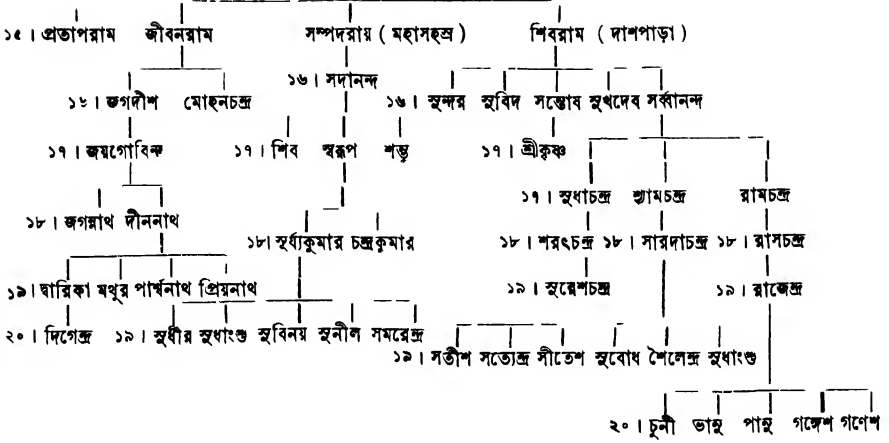 ১৫। প্রতাপরাম জীবনরাম সম্পদরায় ( মহাসহস্র ) শিবরাম ( দাশপাড়া )
১৬। জগদীশ মোহনচন্দ্র ১৬। সদানন্দ ১৬। সুন্দর সুবিদ সন্তোষ সুখদেব সর্ব্বানন্দ
১৭। জয়গোবিন্দ ১৭। শিব স্বরূপ শম্ভু ১৭। শ্রীকৃষ্ণ
১৭। সুধাচন্দ্র শ্যামচন্দ্র রামচন্দ্র
১৮। জগন্নাথ দীননাথ
১৮। সূর্য্যকুমার চন্দ্রকুমার ১৮। শরৎচন্দ্র ১৮। সারদাচন্দ্র ১৮। রাসচন্দ্র
১৯। দ্বারিকা মথুর পার্শ্বনাথ প্রিয়নাথ ১৯। সুরেশচন্দ্র ১৯। রাজেন্দ্র
২০। দিগেন্দ্র ১৯। সুধীর সুধাংশু সুবিনয় সুনীল সমরেন্দ্র
১৯। সতীশ সত্যেন্দ্র সীতেশ সুবোধ শৈলেন্দ্র সুধাংশু
২০। চুনী ভানু পানু গঙ্গেশ গণেশ